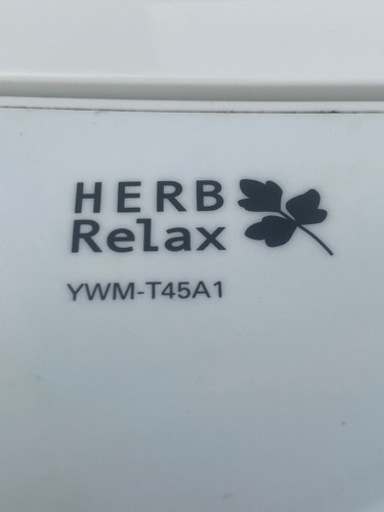 HERB
Relax
YWM-T45A1